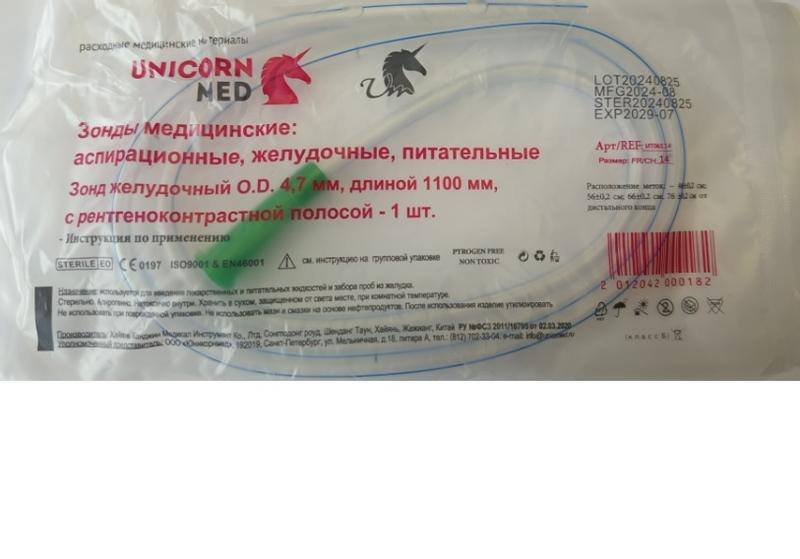 расходные медицинские материалы
UNICORN
MED
LOT20240825
MFG2024-08
STER20240825
EXP2029-07
Зонды медицинские:
аспирационные, желудочные, питательные
Арт/REF:
Размер: FR/CH 14
Зонд желудочный O.D. 4,7 мм, длиной 1100 мм,
с рентгеноконтрастной полосой - 1 шт.
Расположение меток: – 46±0,2 см;
56±0,2 см; 66±0,2 см; 76 ±0,2 см от
дистального конца
- Инструкция по применению
STERILE EO CE 0197 ISO9001 & EN46001
см. инструкцию на групповой упаковке
PYROGEN FREE
NON TOXIC
2 012042 000182
Назначение: используется для введения лекарственных и питательных жидкостей и забора проб из желудка.
Стерильно. Апирогенно. Нетоксично внутри. Хранить в сухом, защищенном от света месте, при комнатной температуре.
Не использовать при поврежденной упаковке. Не использовать мази и смазки на основе нефтепродуктов. После использования изделие утилизировать
(класс Б)
Производитель: Хайян Канджин Медикал Инструмент Ко., Лтд, Сонгподонг роуд, Шенданг Таун, Хайянь, Жежианг, Китай РУ №ФСЗ 2011/10795 от 02.03.2020
Уполномоченный представитель: ООО «Юникорнмед», 192019, Санкт-Петербург, ул. Мельничная, д.18, литера А, тел.: (812) 702-33-04; e-mail: info@unicmed.ru